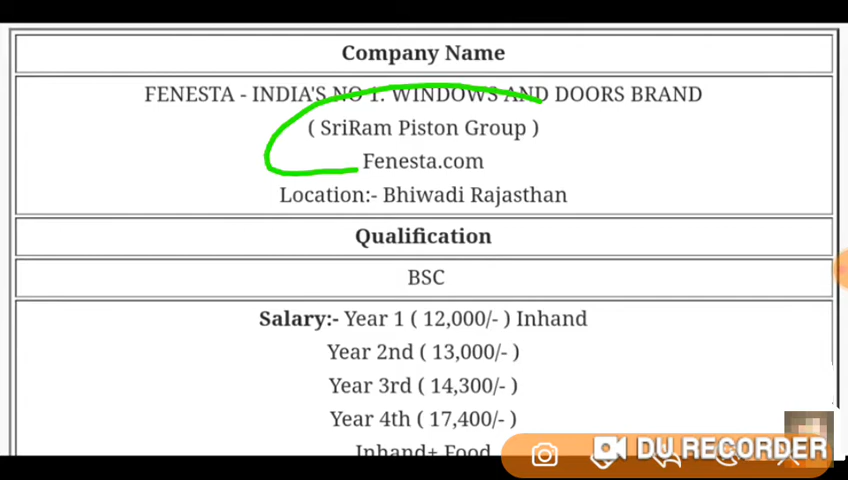 Company Name
FENESTA - INDIA'S NO 1. WINDOWS AND DOORS BRAND
( SriRam Piston Group )
Fenesta.com
Location:- Bhiwadi Rajasthan
Qualification
BSC
Salary:- Year 1 ( 12,000/- ) Inhand
Year 2nd ( 13,000/- )
Year 3rd ( 14,300/- )
Year 4th ( 17,400/- )
Inhand+ Food
DU RECORDER